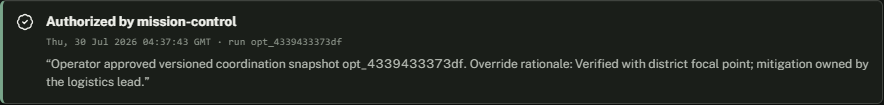 Authorized by mission-control
Thu, 30 Jul 2026 04:37:43 GMT · run opt_4339433373df
“Operator approved versioned coordination snapshot opt_4339433373df. Override rationale: Verified with district focal point; mitigation owned by
the logistics lead.”